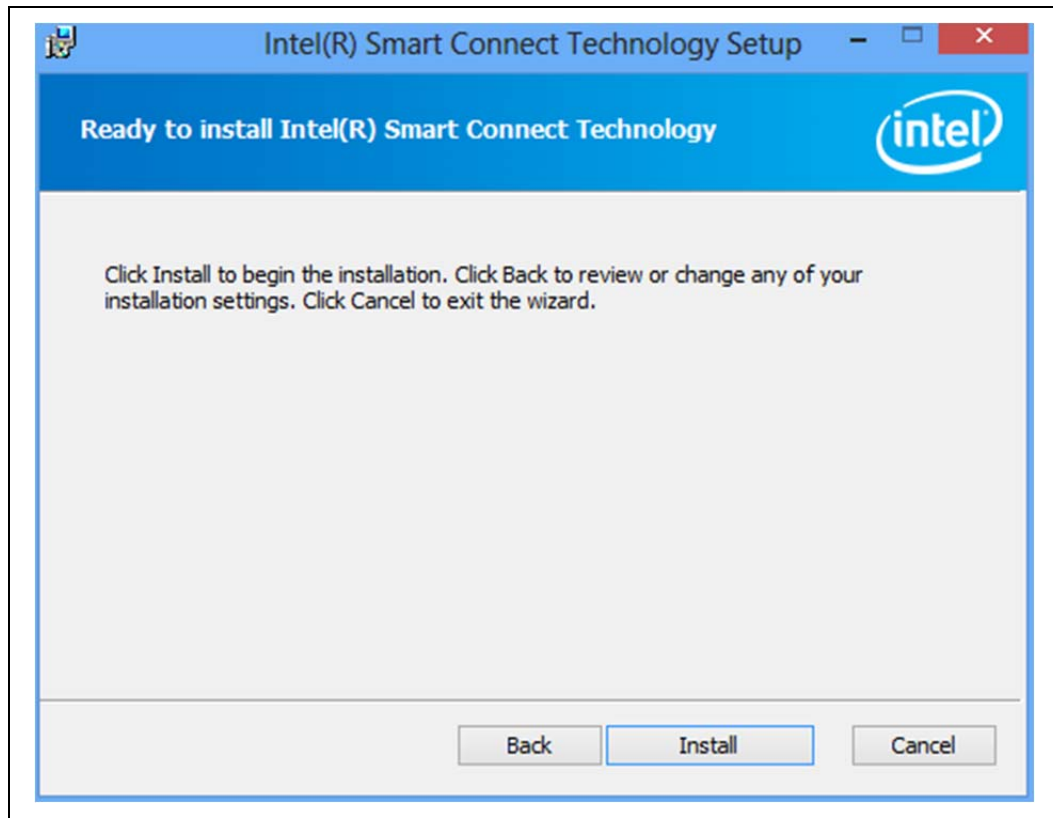 Intel(R) Smart Connect Technology Setup
Ready to install Intel(R) Smart Connect Technology
intel
Click Install to begin the installation. Click Back to review or change any of your
installation settings. Click Cancel to exit the wizard.
Back Install Cancel